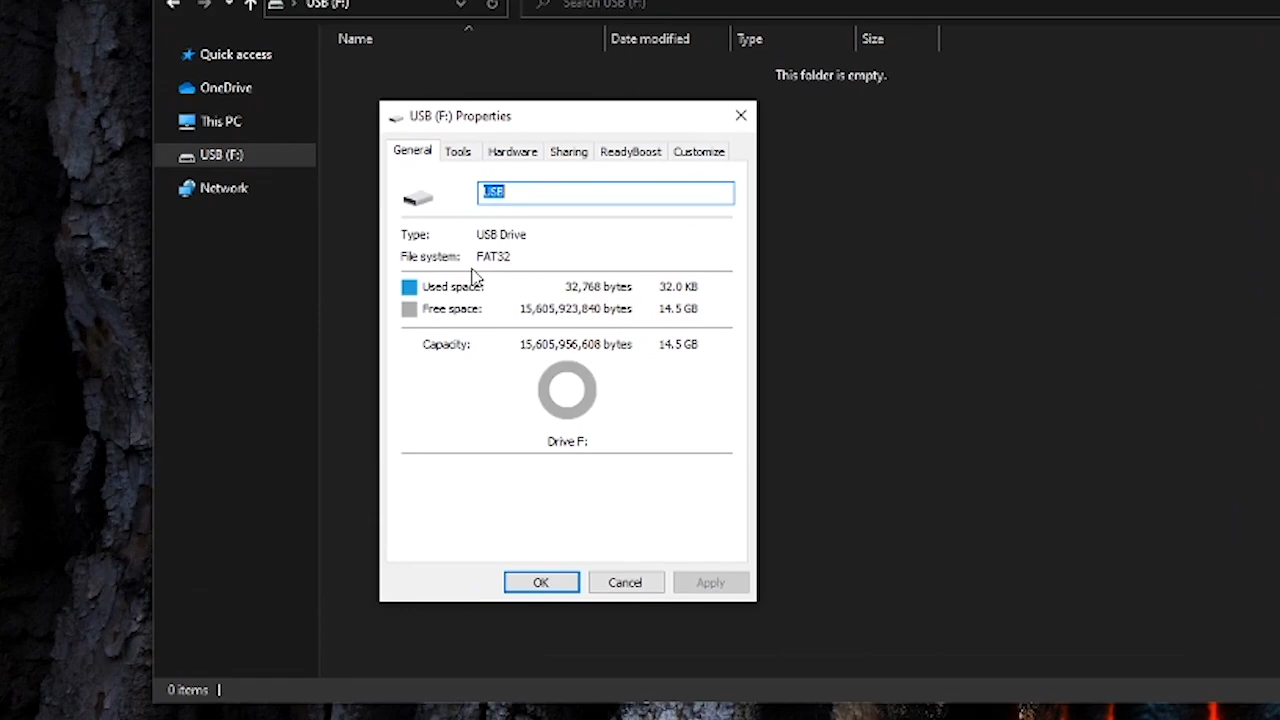 USB (F:)
Search USB (F:)
Name
Date modified
Type
Size
Quick access
OneDrive
This PC
USB (F:)
Network
This folder is empty.
USB (F:) Properties
General
Tools
Hardware
Sharing
ReadyBoost
Customize
USB
Type: USB Drive
File system: FAT32
Used space: 32,768 bytes 32.0 KB
Free space: 15,605,923,840 bytes 14.5 GB
Capacity: 15,605,956,608 bytes 14.5 GB
Drive F:
OK
Cancel
Apply
0 items